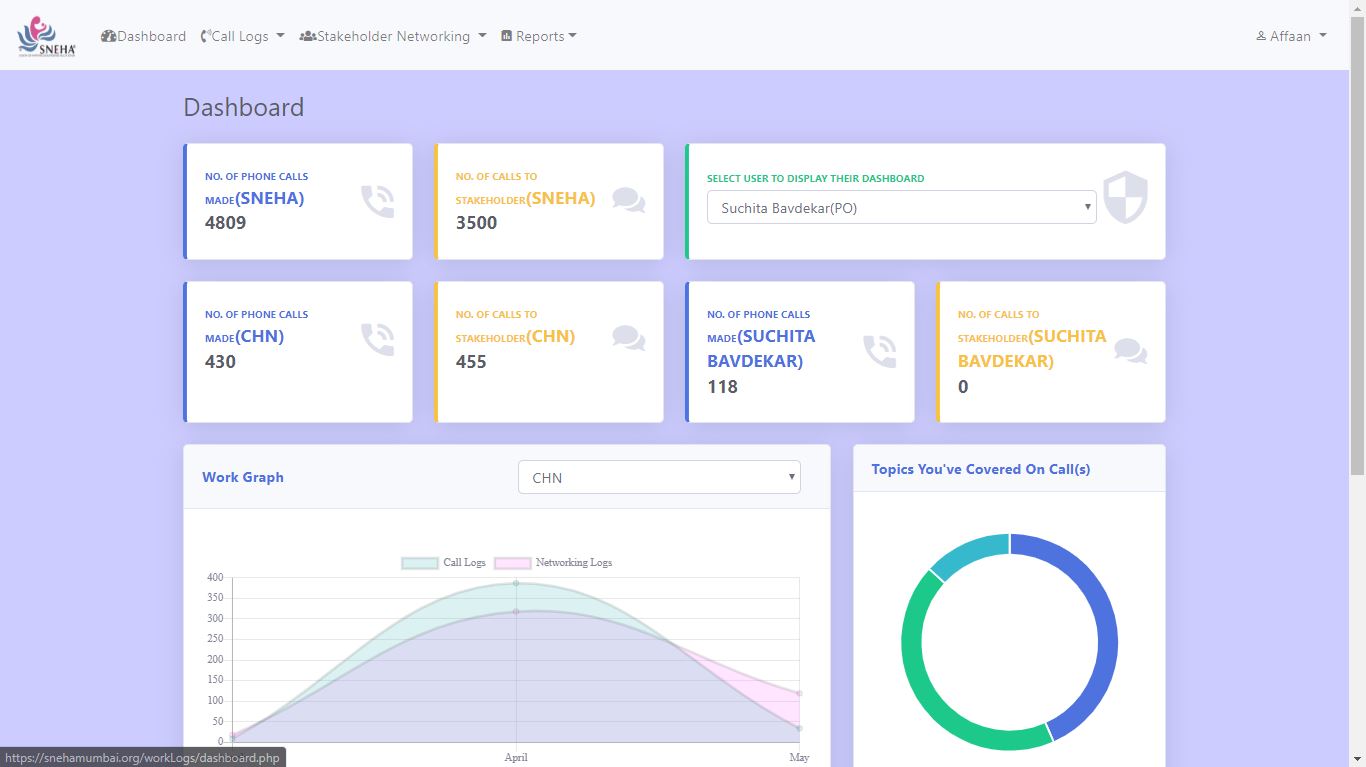 SNEHA
Dashboard
Call Logs
Stakeholder Networking
Reports
Affaan
Dashboard
NO. OF PHONE CALLS
MADE(SNEHA)
4809
NO. OF CALLS TO
STAKEHOLDER(SNEHA)
3500
SELECT USER TO DISPLAY THEIR DASHBOARD
Suchita Bavdekar(PO)
NO. OF PHONE CALLS
MADE(CHN)
430
NO. OF CALLS TO
STAKEHOLDER(CHN)
455
NO. OF PHONE CALLS
MADE(SUCHITA
BAVDEKAR)
118
NO. OF CALLS TO
STAKEHOLDER(SUCHITA
BAVDEKAR)
0
Work Graph
CHN
Topics You've Covered On Call(s)
Call Logs
Networking Logs
400
350
300
250
200
150
100
50
0
April
May
https://snehamumbai.org/workLogs/dashboard.php